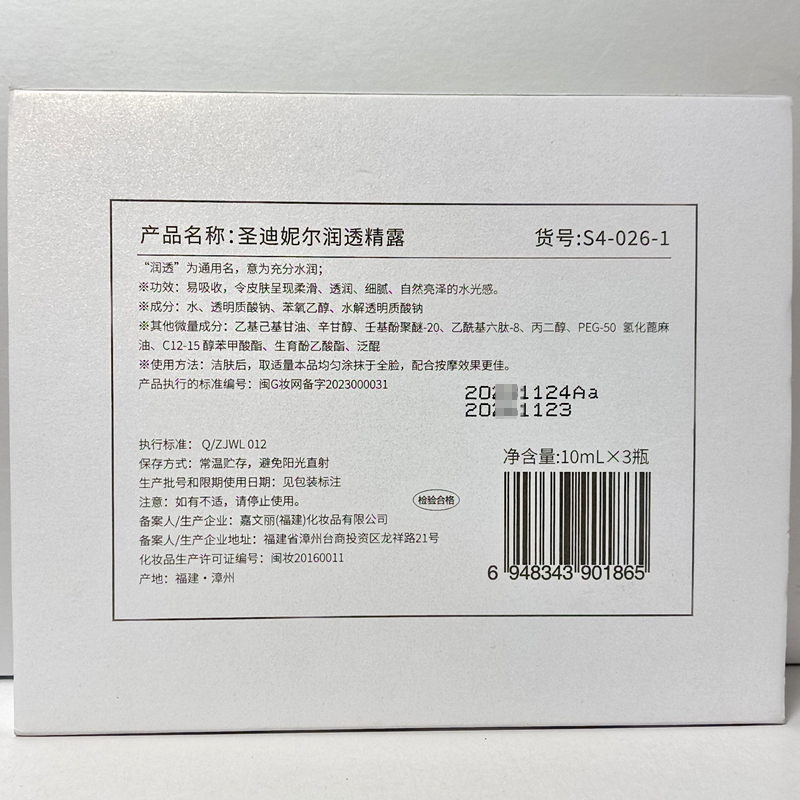 产品名称:圣迪妮尔润透精露
货号:S4-026-1
“润透”为通用名，意为充分水润；
※功效：易吸收，令皮肤呈现柔滑、透润、细腻、自然亮泽的水光感。
※成分：水、透明质酸钠、苯氧乙醇、水解透明质酸钠
※其他微量成分：乙基己基甘油、辛甘醇、壬基酚聚醚-20、乙酰基六肽-8、丙二醇、PEG-50 氢化蓖麻
油、C12-15 醇苯甲酸酯、生育酚乙酸酯、泛醌
※使用方法：洁肤后，取适量本品均匀涂抹于全脸，配合按摩效果更佳。
产品执行的标准编号：闽G妆网备字2023000031
20 1124Aa
20 1123
执行标准： Q/ZJWL 012
保存方式：常温贮存，避免阳光直射
生产批号和限期使用日期：见包装标注
注意：如有不适，请停止使用。
检验合格
备案人/生产企业：嘉文丽(福建)化妆品有限公司
备案人/生产企业地址：福建省漳州台商投资区龙祥路21号
化妆品生产许可证编号：闽妆20160011
产地：福建·漳州
净含量:10mL×3瓶
6 948343 901865